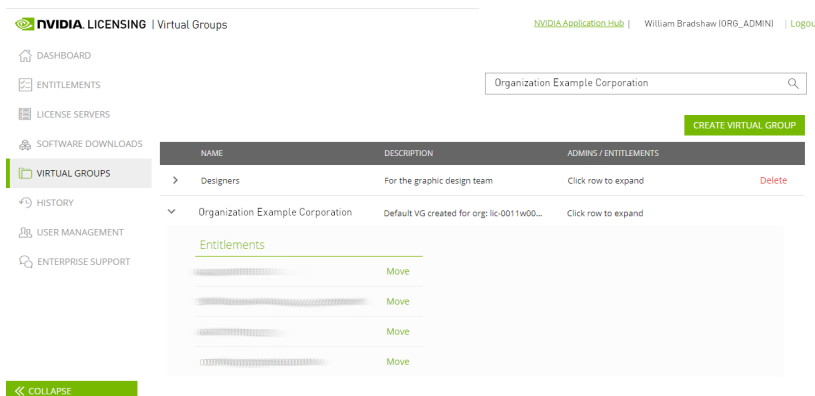 NVIDIA. LICENSING | Virtual Groups
NVIDIA Application Hub | William Bradshaw (ORG_ADMIN) | Logou
DASHBOARD
ENTITLEMENTS
LICENSE SERVERS
SOFTWARE DOWNLOADS
VIRTUAL GROUPS
HISTORY
USER MANAGEMENT
ENTERPRISE SUPPORT
COLLAPSE
Organization Example Corporation
CREATE VIRTUAL GROUP
NAME DESCRIPTION ADMINS / ENTITLEMENTS
Designers For the graphic design team Click row to expand Delete
Organization Example Corporation Default VG created for org: lic-0011w00... Click row to expand
Entitlements
Move
Move
Move
Move